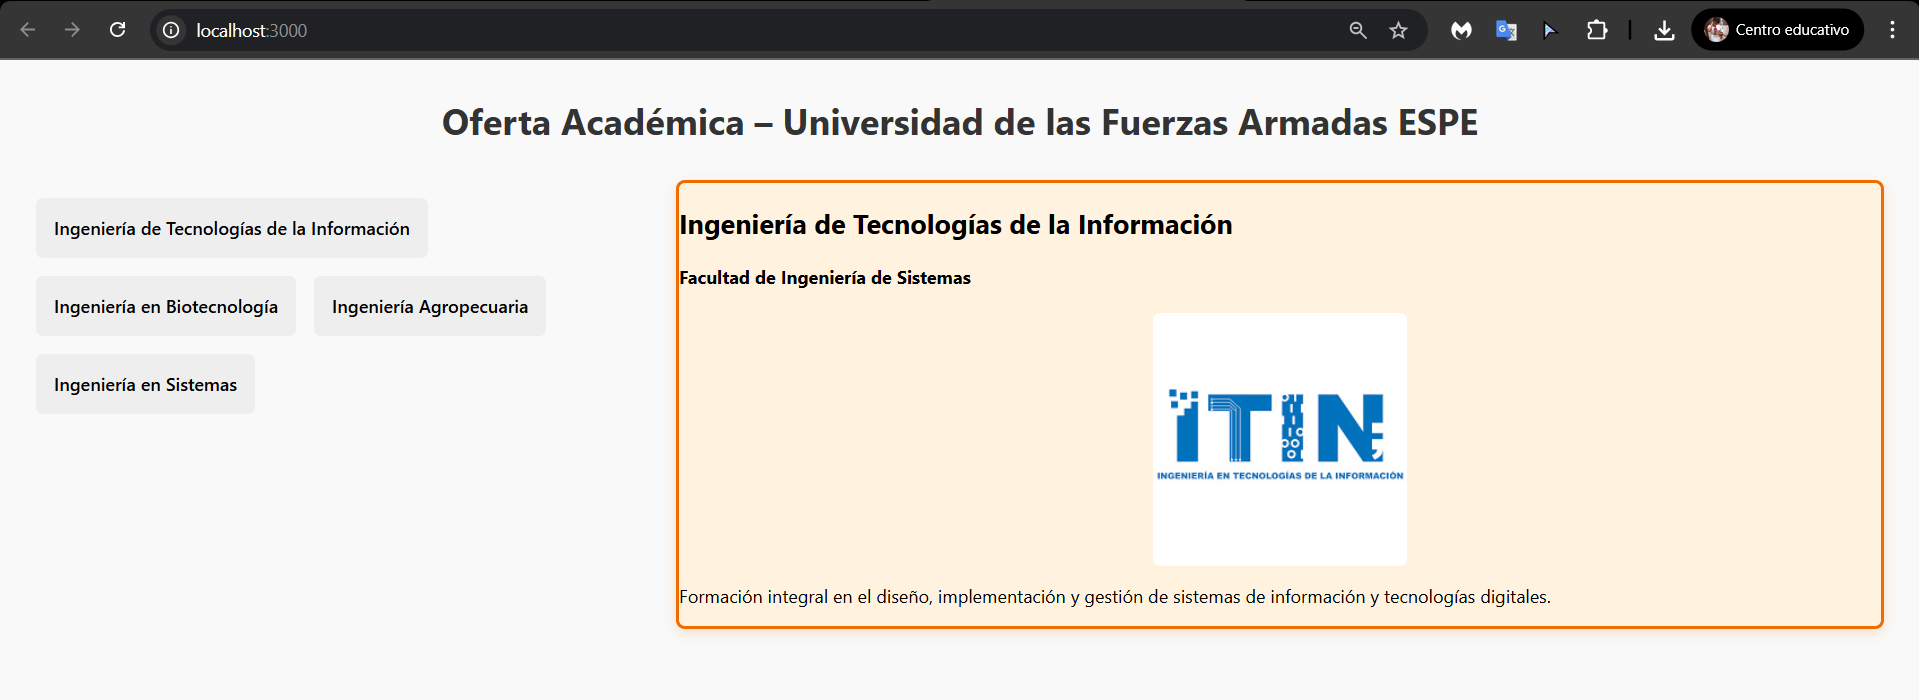 localhost:3000
Centro educativo
Oferta Académica – Universidad de las Fuerzas Armadas ESPE
Ingeniería de Tecnologías de la Información
Ingeniería en Biotecnología
Ingeniería Agropecuaria
Ingeniería en Sistemas
Ingeniería de Tecnologías de la Información
Facultad de Ingeniería de Sistemas
ITIN
INGENIERÍA EN TECNOLOGÍAS DE LA INFORMACIÓN
Formación integral en el diseño, implementación y gestión de sistemas de información y tecnologías digitales.